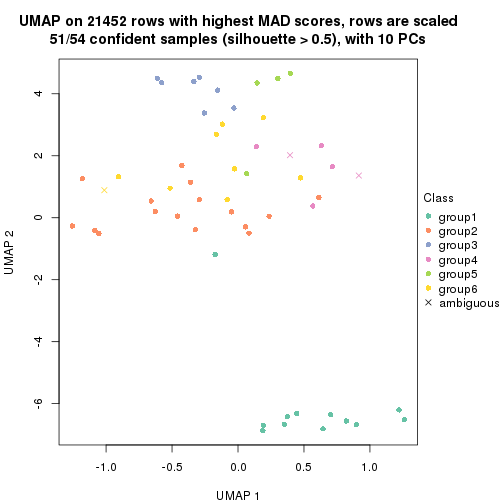 UMAP on 21452 rows with highest MAD scores, rows are scaled
51/54 confident samples (silhouette > 0.5), with 10 PCs
4
2
0
-2
-4
-6
UMAP 2
-1.0 -0.5 0.0 0.5 1.0
UMAP 1
Class
group1
group2
group3
group4
group5
group6
ambiguous